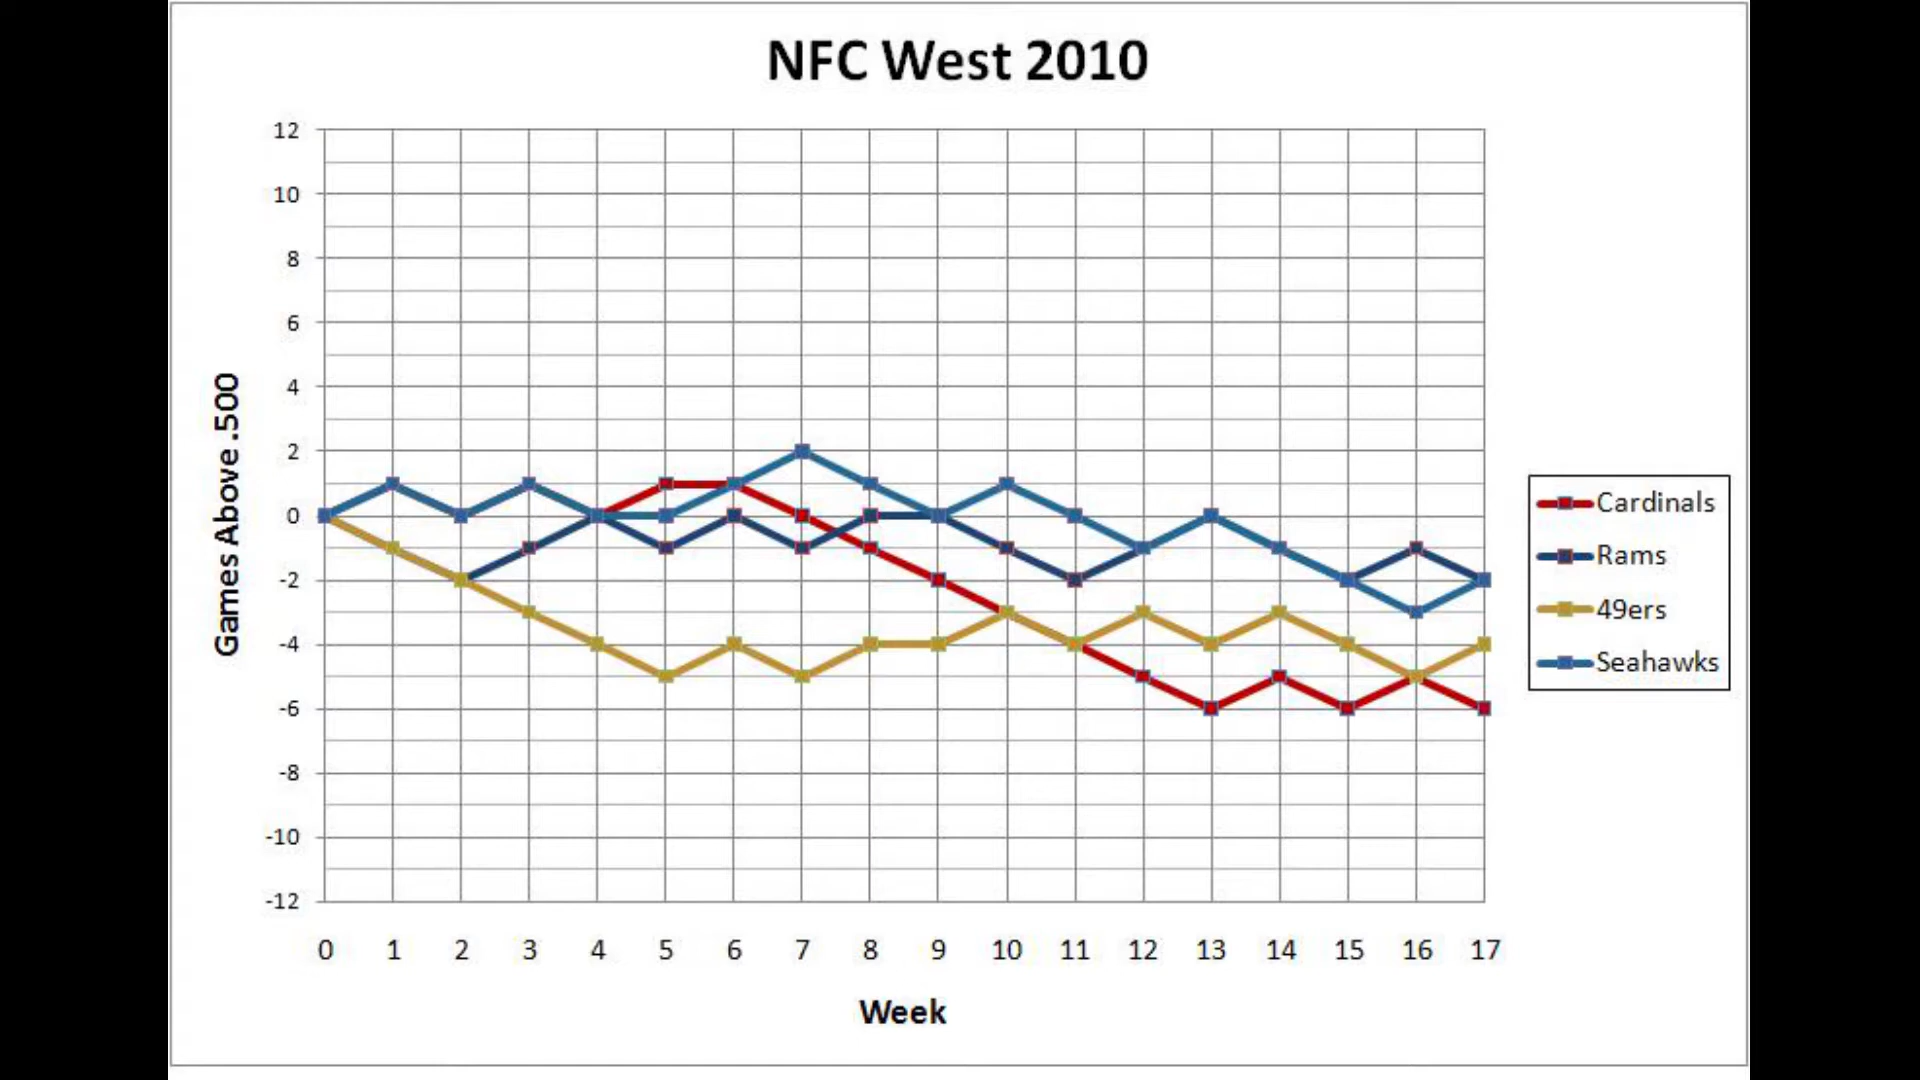 NFC West 2010
12
10
8
6
4
2
0
-2
-4
-6
-8
-10
-12
Games Above .500
0 1 2 3 4 5 6 7 8 9 10 11 12 13 14 15 16 17
Week
Cardinals
Rams
49ers
Seahawks